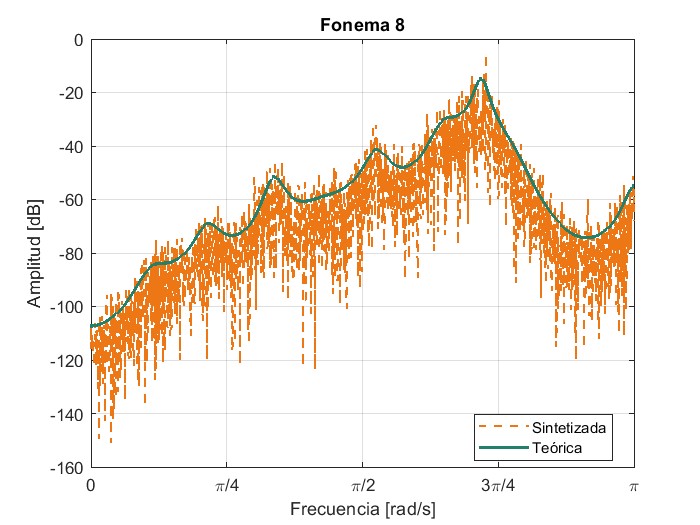 Fonema 8
Amplitud [dB]
0
-20
-40
-60
-80
-100
-120
-140
-160
0
π/4
π/2
3π/4
π
Frecuencia [rad/s]
Sintetizada
Teórica